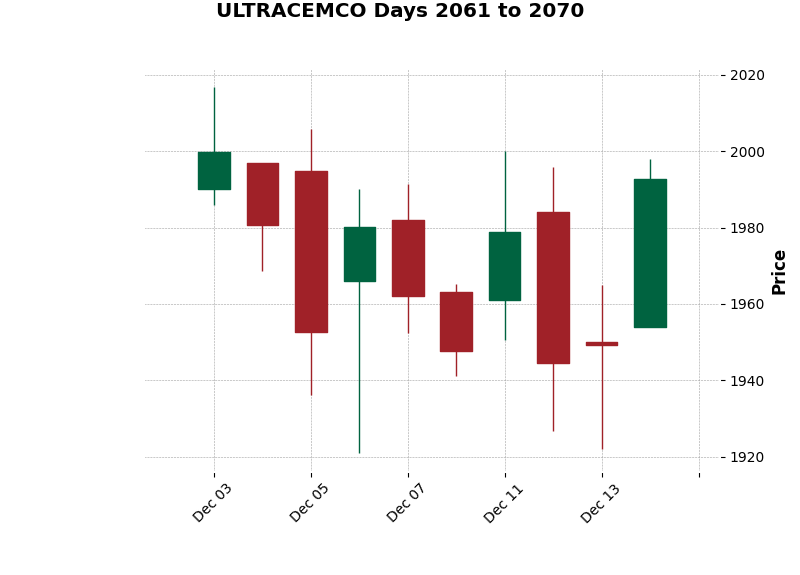 ULTRACEMCO Days 2061 to 2070
2020
2000
1980
1960
1940
1920
Price
Dec 03
Dec 05
Dec 07
Dec 11
Dec 13